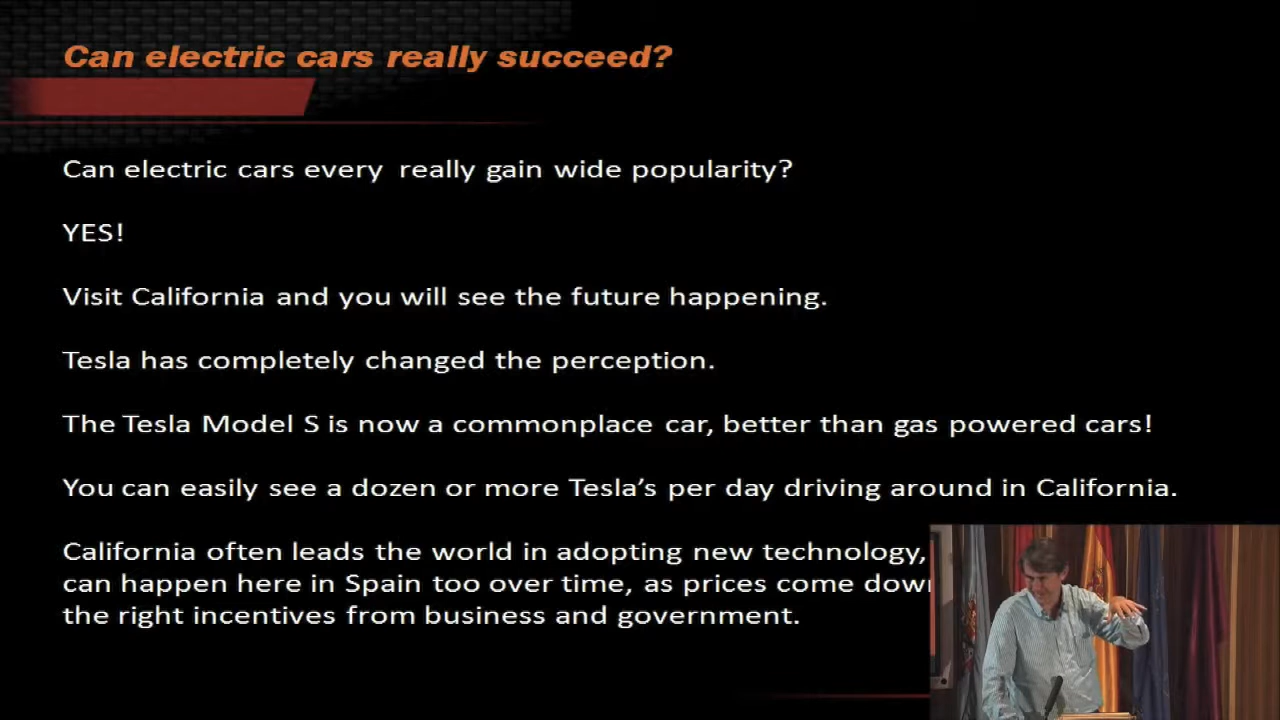 Can electric cars really succeed?
Can electric cars every really gain wide popularity?
YES!
Visit California and you will see the future happening.
Tesla has completely changed the perception.
The Tesla Model S is now a commonplace car, better than gas powered cars!
You can easily see a dozen or more Tesla's per day driving around in California.
California often leads the world in adopting new technology,
can happen here in Spain too over time, as prices come down
the right incentives from business and government.